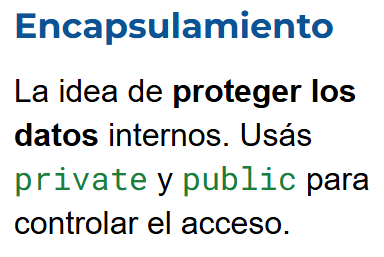 Encapsulamiento
La idea de proteger los
datos internos. Usás
private y public para
controlar el acceso.